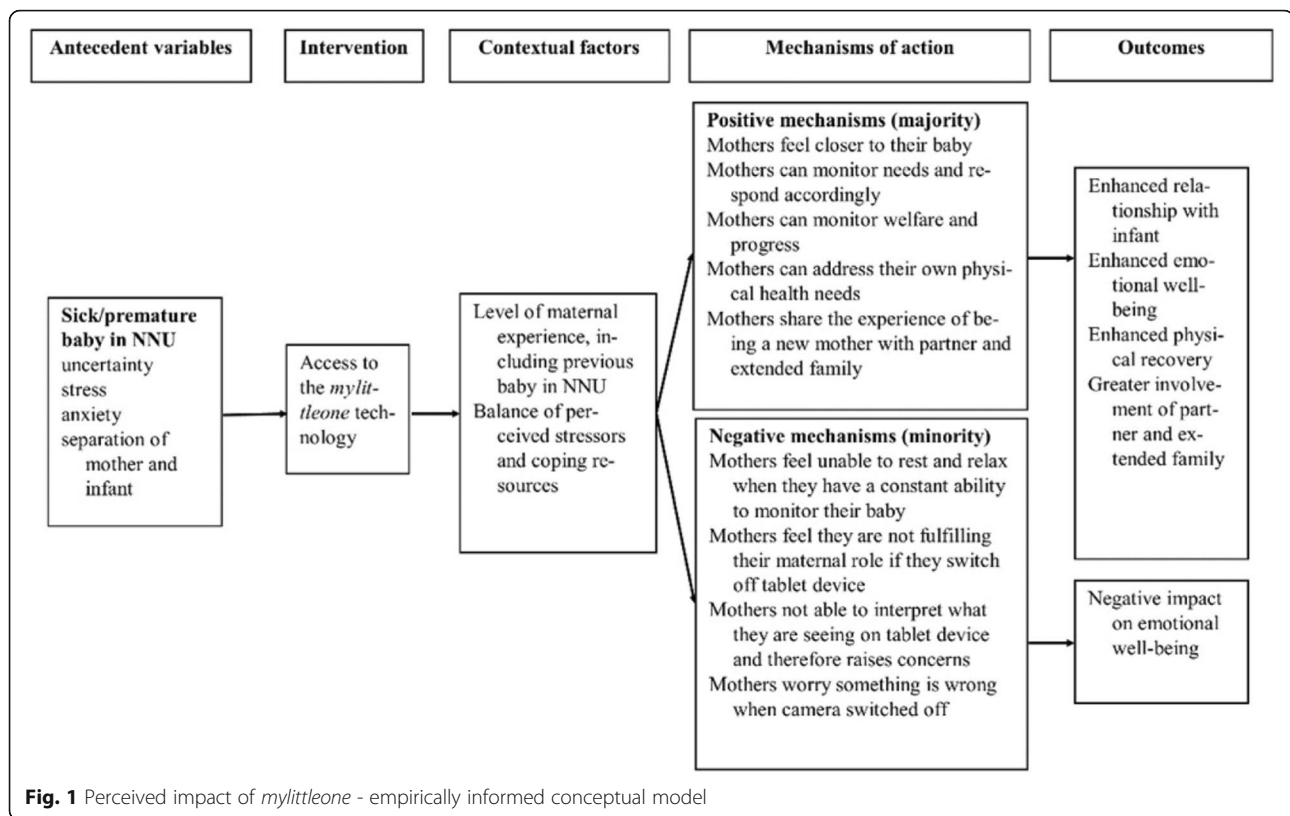 Antecedent variables
Intervention
Contextual factors
Mechanisms of action
Outcomes
Sick/premature
baby in NNU
uncertainty
stress
anxiety
separation of
mother and
infant
Access to
the mylit-
tleone tech-
nology
Level of maternal
experience, in-
cluding previous
baby in NNU
Balance of per-
ceived stressors
and coping re-
sources
Positive mechanisms (majority)
Mothers feel closer to their baby
Mothers can monitor needs and re-
spond accordingly
Mothers can monitor welfare and
progress
Mothers can address their own physi-
cal health needs
Mothers share the experience of be-
ing a new mother with partner and
extended family
Negative mechanisms (minority)
Mothers feel unable to rest and relax
when they have a constant ability
to monitor their baby
Mothers feel they are not fulfilling
their maternal role if they switch
off tablet device
Mothers not able to interpret what
they are seeing on tablet device
and therefore raises concerns
Mothers worry something is wrong
when camera switched off
Enhanced rela-
tionship with
infant
Enhanced emo-
tional well-
being
Enhanced physi-
cal recovery
Greater involve-
ment of part-
ner and ex-
tended family
Negative impact
on emotional
well-being
Fig. 1 Perceived impact of mylittleone - empirically informed conceptual model